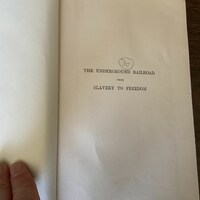 THE UNDERGROUND RAILROAD
FROM
SLAVERY TO FREEDOM